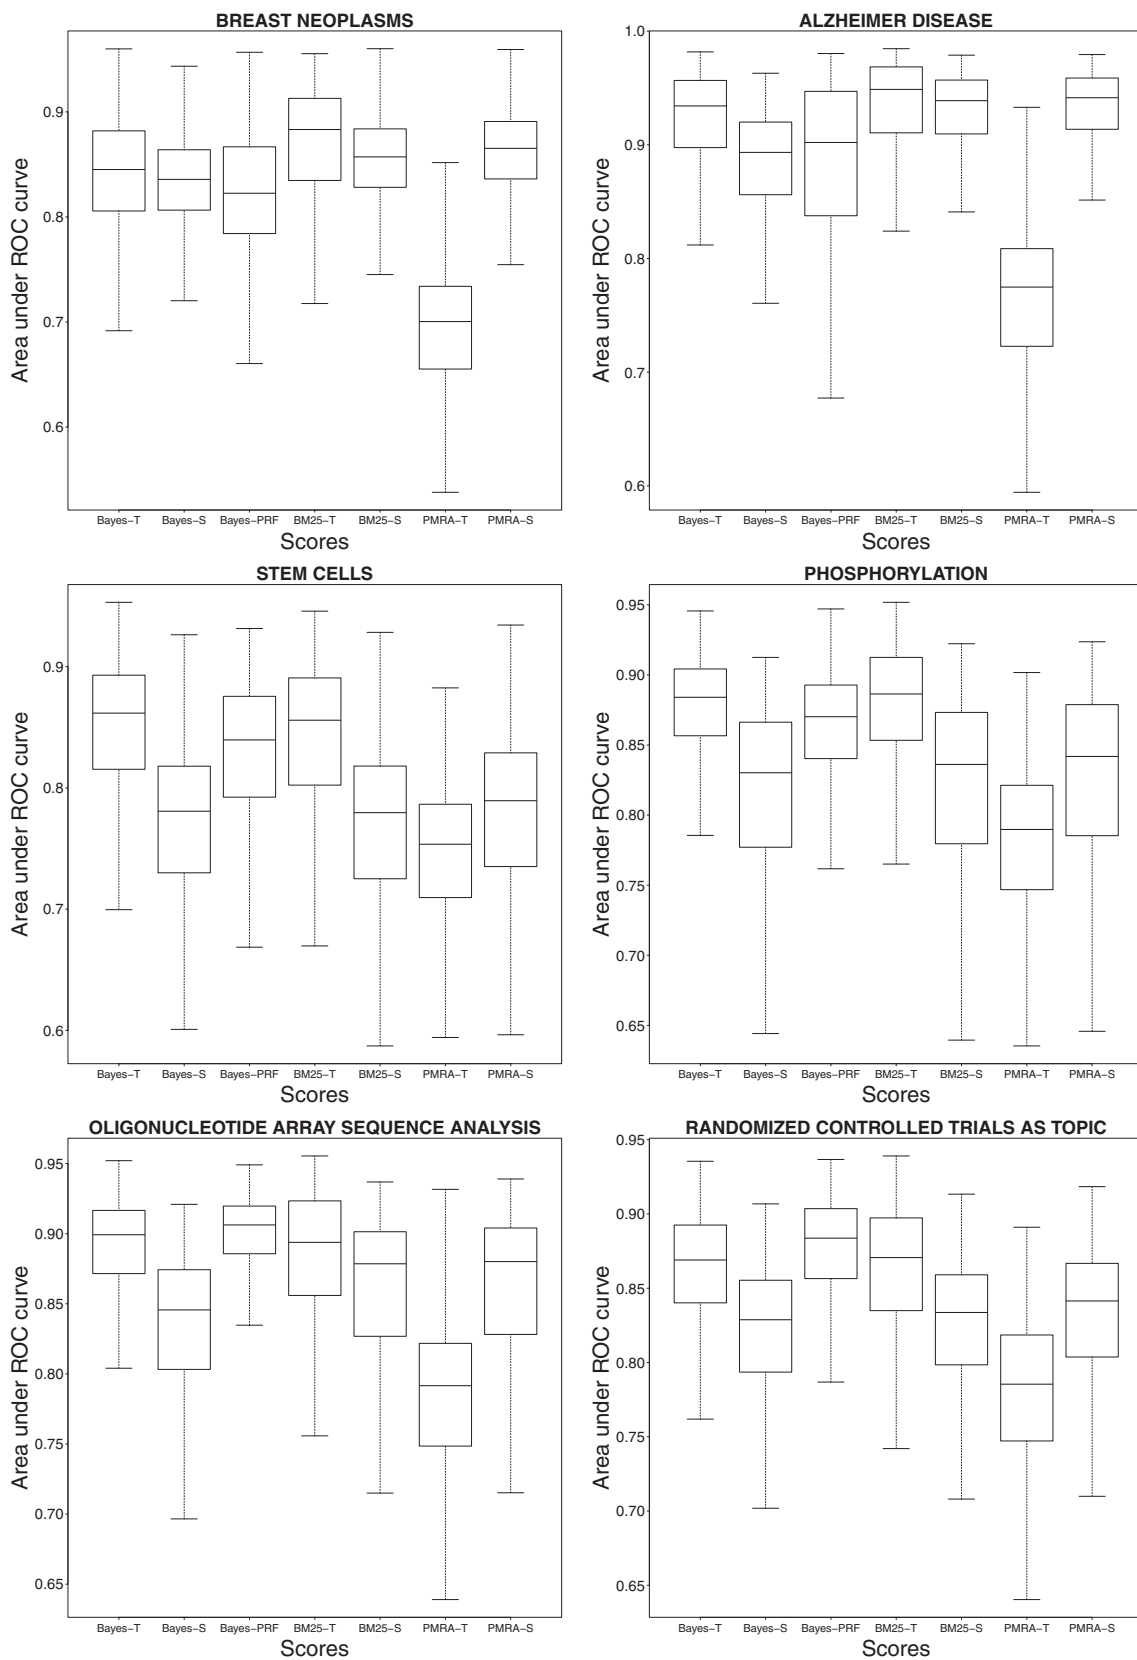 BREAST NEOPLASMS
Area under ROC curve
0.9
0.8
0.7
0.6
Bayes−T Bayes−S Bayes−PRF BM25−T BM25−S PMRA−T PMRA−S
Scores
ALZHEIMER DISEASE
Area under ROC curve
1.0
0.9
0.8
0.7
0.6
Bayes−T Bayes−S Bayes−PRF BM25−T BM25−S PMRA−T PMRA−S
Scores
STEM CELLS
Area under ROC curve
0.9
0.8
0.7
0.6
Bayes−T Bayes−S Bayes−PRF BM25−T BM25−S PMRA−T PMRA−S
Scores
PHOSPHORYLATION
Area under ROC curve
0.95
0.90
0.85
0.80
0.75
0.70
0.65
Bayes−T Bayes−S Bayes−PRF BM25−T BM25−S PMRA−T PMRA−S
Scores
OLIGONUCLEOTIDE ARRAY SEQUENCE ANALYSIS
Area under ROC curve
0.95
0.90
0.85
0.80
0.75
0.70
0.65
Bayes−T Bayes−S Bayes−PRF BM25−T BM25−S PMRA−T PMRA−S
Scores
RANDOMIZED CONTROLLED TRIALS AS TOPIC
Area under ROC curve
0.95
0.90
0.85
0.80
0.75
0.70
0.65
Bayes−T Bayes−S Bayes−PRF BM25−T BM25−S PMRA−T PMRA−S
Scores